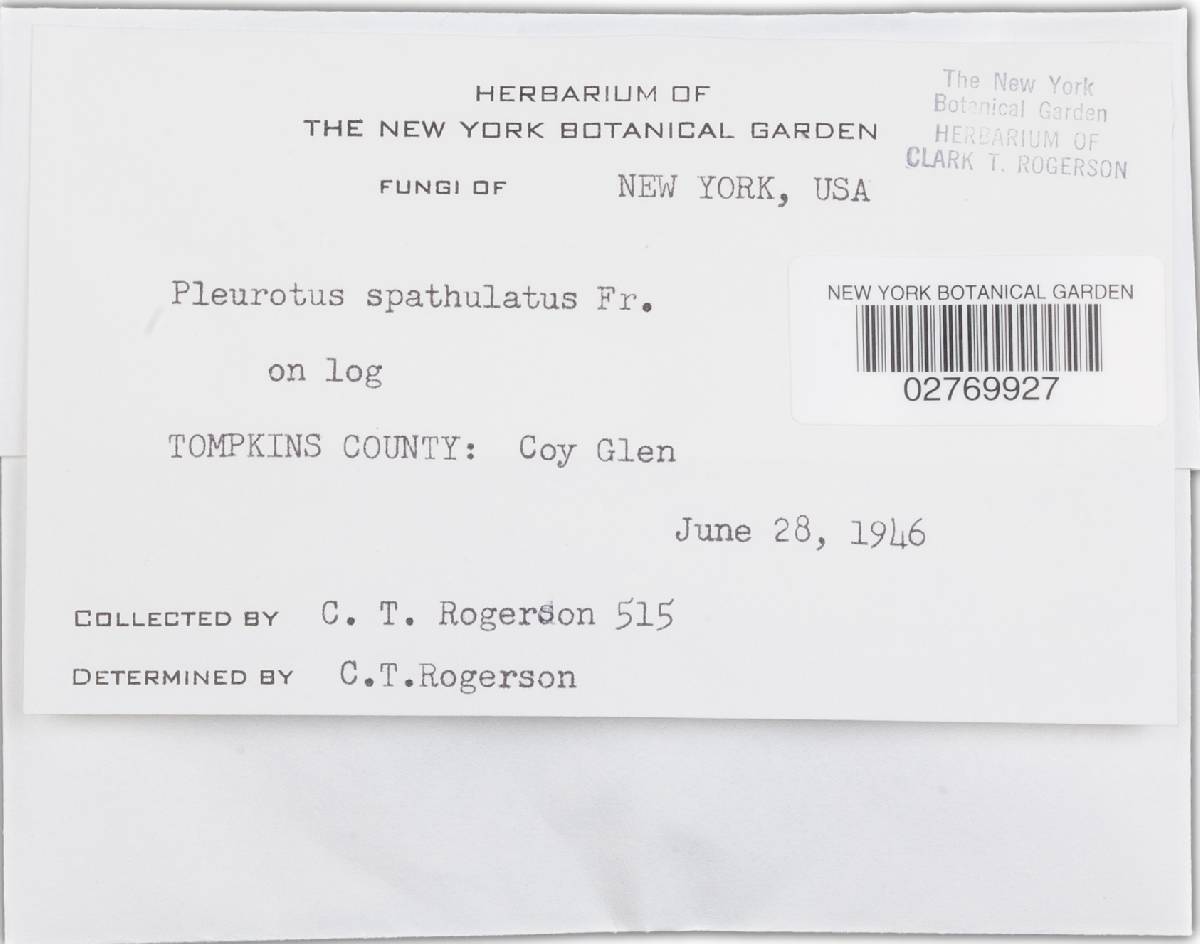 HERBARIUM OF
THE NEW YORK BOTANICAL GARDEN
The New York
Botanical Garden
HERBARIUM OF
CLARK T. ROGERSON
FUNGI OF NEW YORK, USA
Pleurotus spathulatus Fr.
on log
NEW YORK BOTANICAL GARDEN
02769927
TOMPKINS COUNTY: Coy Glen
June 28, 1946
COLLECTED BY C. T. Rogerson 515
DETERMINED BY C.T.Rogerson